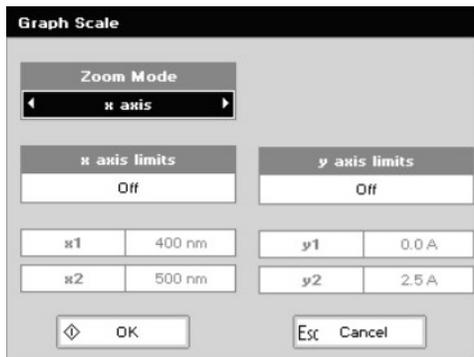 Graph Scale
Zoom Mode
x axis
x axis limits
Off
y axis limits
Off
x1 400 nm
x2 500 nm
y1 0.0 A
y2 2.5 A
OK
Esc Cancel